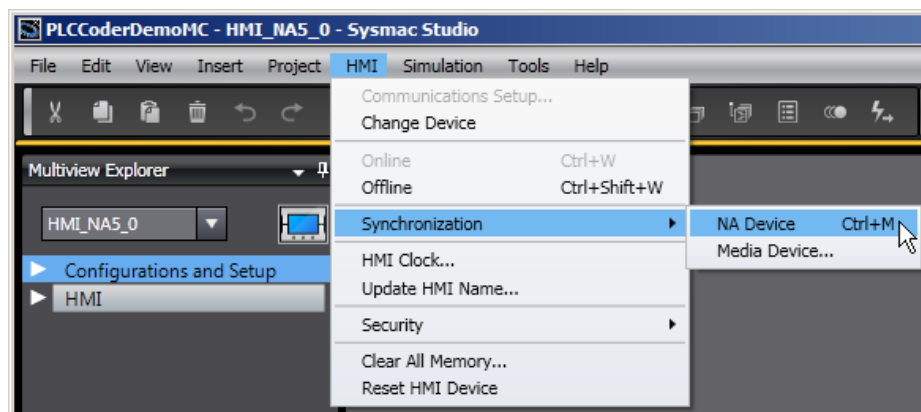 PLCCoderDemoMC - HMI_NA5_0 - Sysmac Studio
File Edit View Insert Project HMI Simulation Tools Help
Communications Setup...
Change Device
Multiview Explorer
Online Ctrl+W
Offline Ctrl+Shift+W
HMI_NA5_0
Synchronization
NA Device Ctrl+M
Media Device...
Configurations and Setup
HMI
HMI Clock...
Update HMI Name...
Security
Clear All Memory...
Reset HMI Device